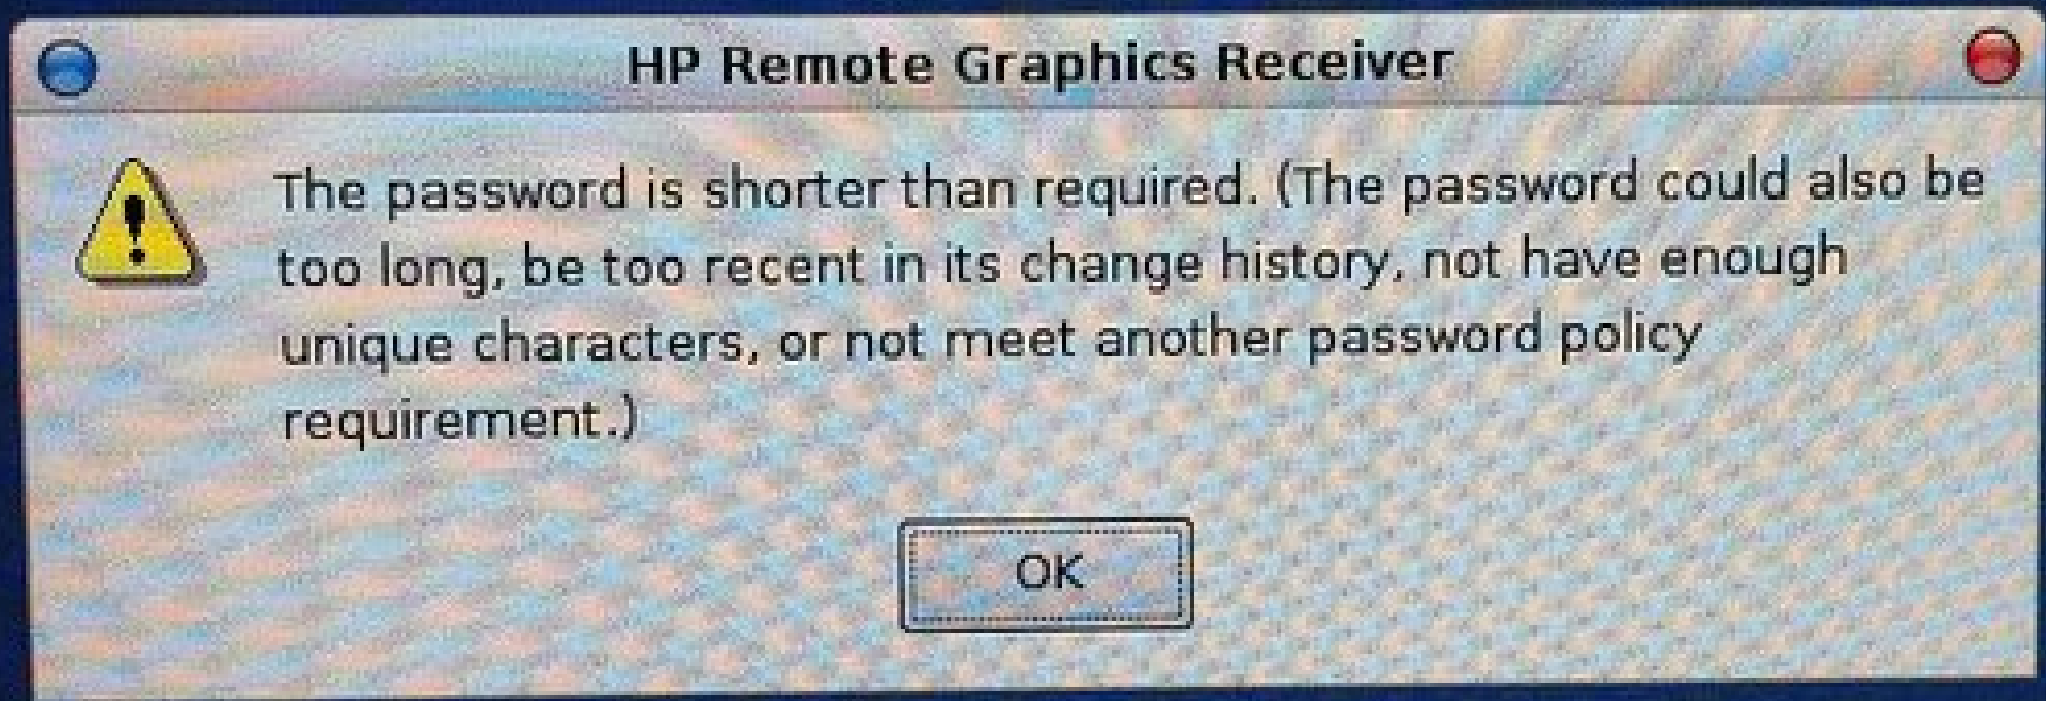 HP Remote Graphics Receiver
The password is shorter than required. (The password could also be
too long, be too recent in its change history, not have enough
unique characters, or not meet another password policy
requirement.)
OK